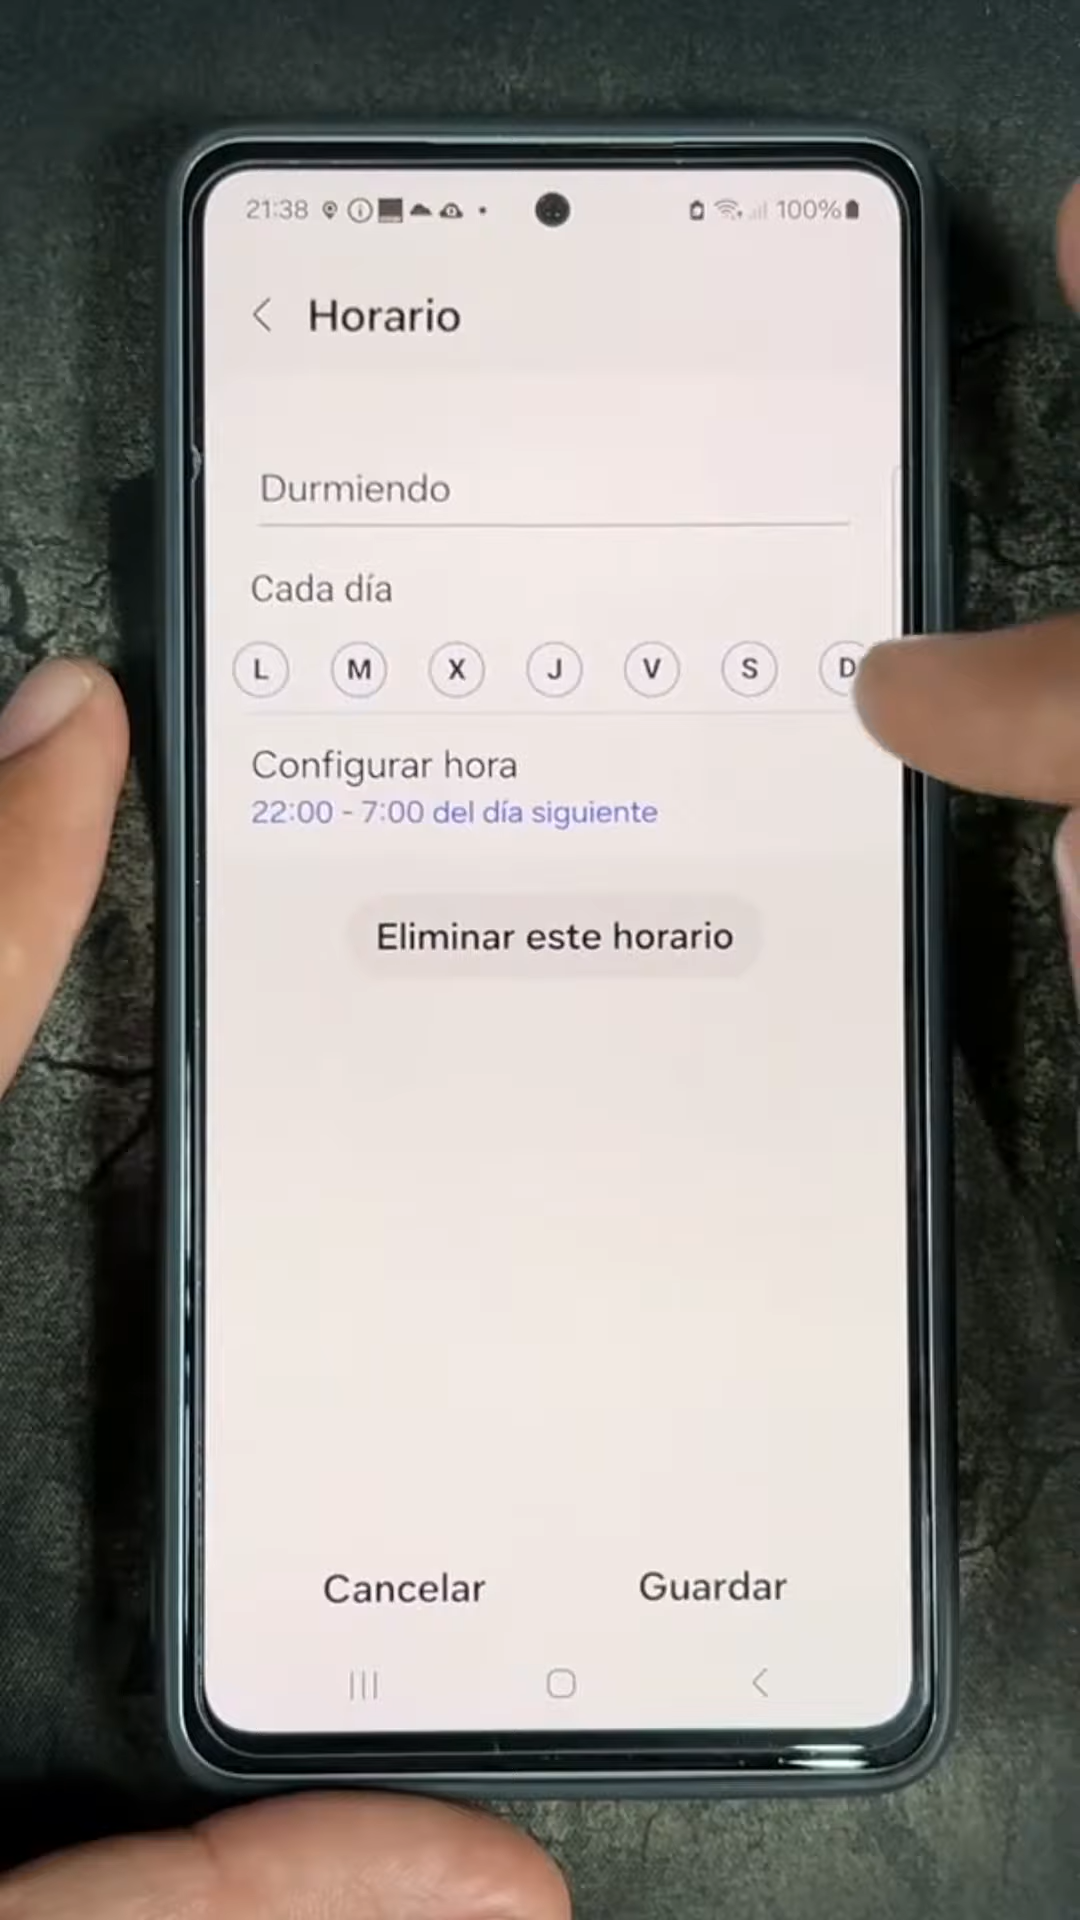 21:38 100%
Horario
Durmiendo
Cada día
L M X J V S D
Configurar hora
22:00 - 7:00 del día siguiente
Eliminar este horario
Cancelar Guardar